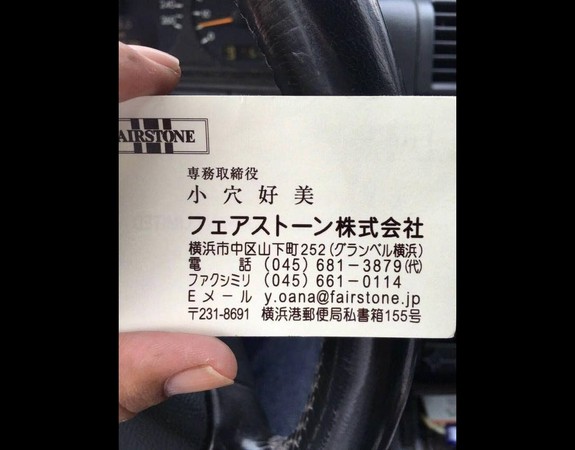 AIRSTONE
専務取締役
小穴好美
フェアストーン株式会社
横浜市中区山下町252(グランベル横浜)
電話 (045) 681-3879(代)
ファクシミリ (045) 661-0114
Eメール y.oana@fairstone.jp
〒231-8691 横浜港郵便局私書箱155号